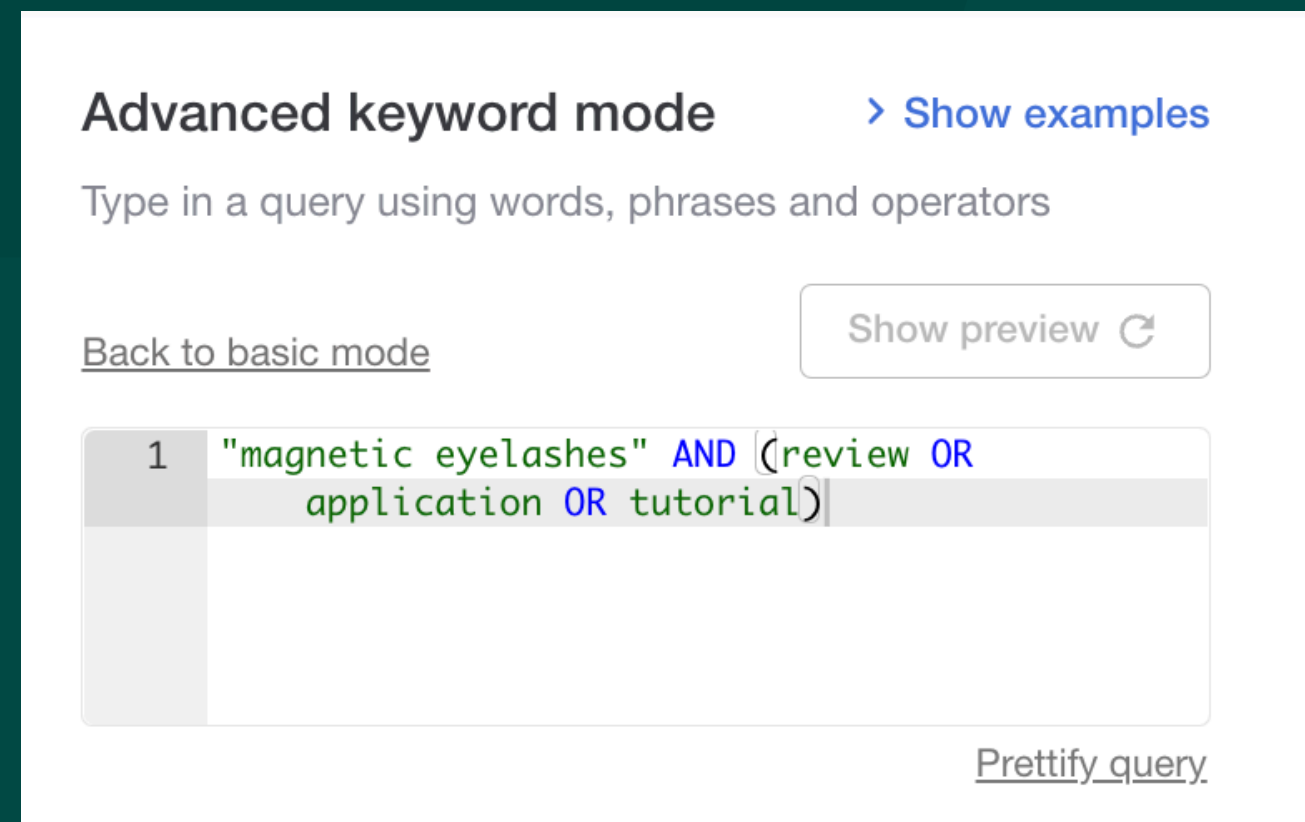 Advanced keyword mode
> Show examples
Type in a query using words, phrases and operators
Back to basic mode
Show preview
1 "magnetic eyelashes" AND (review OR
application OR tutorial)
Prettify query